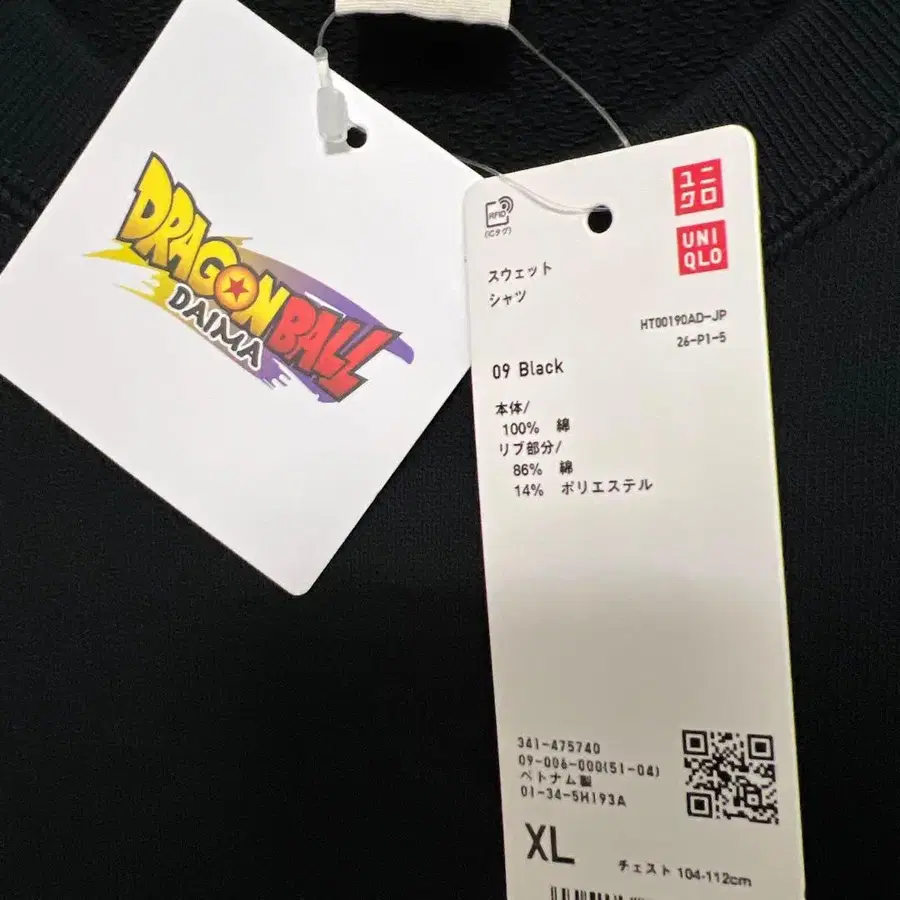 DRAGON BALL
DAIMA
RFID
(ICタグ)
ユニ
クロ
UNI
QLO
スウェット
シャツ
HT00190AD-JP
26-P1-5
09 Black
本体/
100% 綿
リブ部分/
86% 綿
14% ポリエステル
341-475740
09-006-000(51-04)
ベトナム製
01-34-5H193A
XL
チェスト 104-112cm